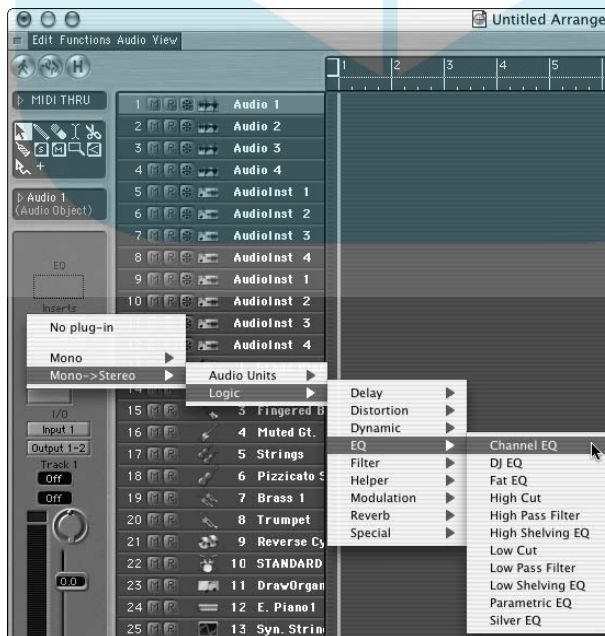 Untitled Arrange
Edit Functions Audio View
H
1 2 3 4 5
MIDI THRU
Audio 1
(Audio Object)
EQ
Inserts
I/O
Input 1
Output 1-2
Track 1
Off
Off
0.0
1 M R Audio 1
2 M R Audio 2
3 M R Audio 3
4 M R Audio 4
5 M R AudioInst 1
6 M R AudioInst 2
7 M R AudioInst 3
8 M R AudioInst 4
9 M R AudioInst 1
10 M R AudioInst 2
AudioInst 3
AudioInst 4
15 M R 3 Fingered B
16 M R 4 Muted Gt.
17 M R 5 Strings
18 M R 6 Pizzicato S
19 M R 7 Brass 1
20 M R 8 Trumpet
21 M R 9 Reverse Cy
22 M R 10 STANDARD
23 M R 11 DrawOrgan
24 M R 12 E. Piano1
25 M R 13 Syn. Strin
No plug-in
Mono
Mono->Stereo
Audio Units
Logic
Delay
Distortion
Dynamic
EQ
Filter
Helper
Modulation
Reverb
Special
Channel EQ
DJ EQ
Fat EQ
High Cut
High Pass Filter
High Shelving EQ
Low Cut
Low Pass Filter
Low Shelving EQ
Parametric EQ
Silver EQ